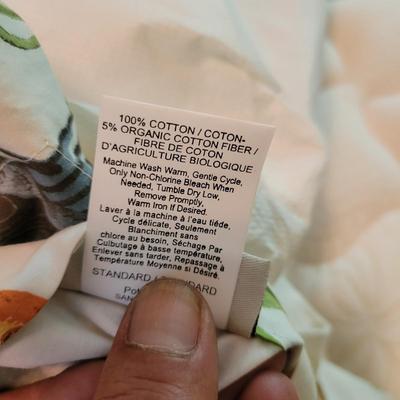 100% COTTON / COTON-
5% ORGANIC COTTON FIBER /
FIBRE DE COTON
D'AGRICULTURE BIOLOGIQUE
Machine Wash Warm, Gentle Cycle,
Only Non-Chlorine Bleach When
Needed, Tumble Dry Low,
Remove Promptly,
Warm Iron If Desired.
Laver à la machine à l'eau tiéde,
Cycle délicate, Seulement
Blanchiment sans
chlore au besoin, Séchage Par
Culbutage à basse température,
Enlever sans tarder, Repassage à
Température Moyenne si Désiré.
STANDARD /